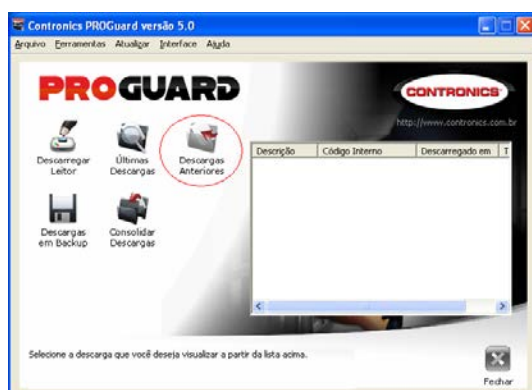 Contronics PROGuard versão 5.0
Arquivo Ferramentas Atualizar Interface Ajuda
PROGUARD
CONTRONICS
http://www.contronics.com.br
Descarregar Leitor
Últimas Descargas
Descargas Anteriores
Descargas em Backup
Consolidar Descargas
Descrição Código Interno Descarregado em T
Selecione a descarga que você deseja visualizar a partir da lista acima.
Fechar